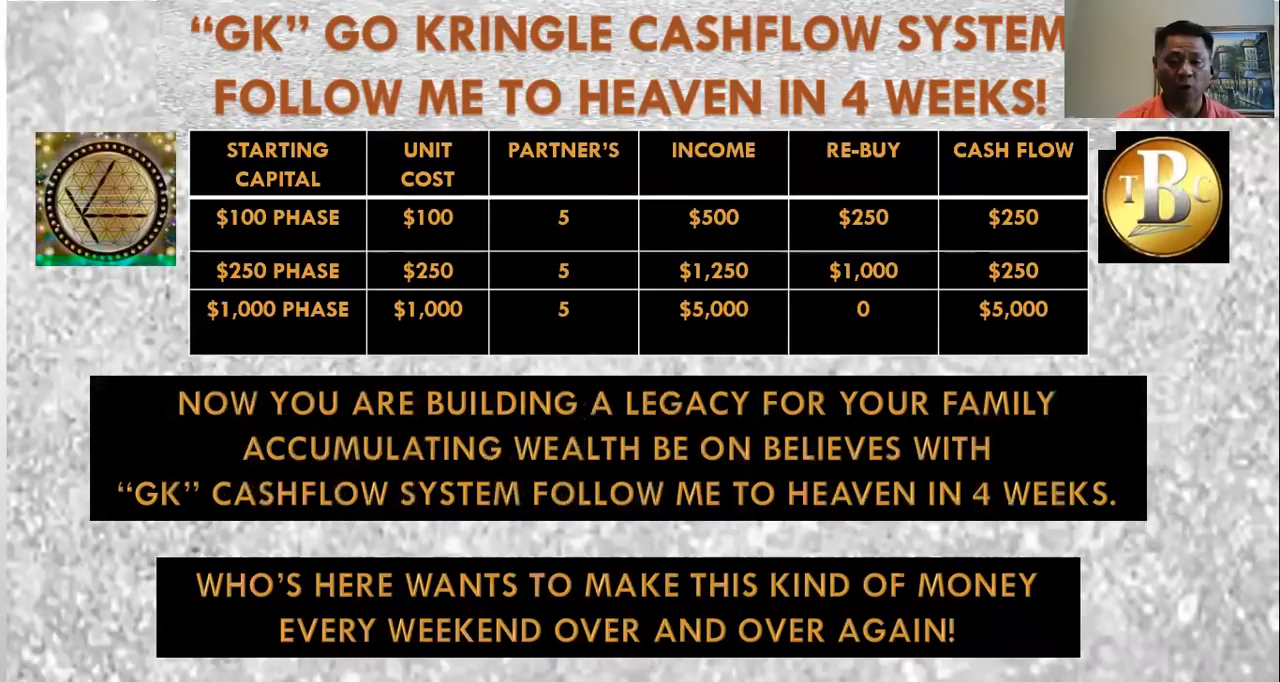 “GK” GO KRINGLE CASHFLOW SYSTEM
FOLLOW ME TO HEAVEN IN 4 WEEKS!
STARTING CAPITAL UNIT COST PARTNER’S INCOME RE-BUY CASH FLOW
$100 PHASE $100 5 $500 $250 $250
$250 PHASE $250 5 $1,250 $1,000 $250
$1,000 PHASE $1,000 5 $5,000 0 $5,000
T B C
NOW YOU ARE BUILDING A LEGACY FOR YOUR FAMILY
ACCUMULATING WEALTH BE ON BELIEVES WITH
“GK” CASHFLOW SYSTEM FOLLOW ME TO HEAVEN IN 4 WEEKS.
WHO’S HERE WANTS TO MAKE THIS KIND OF MONEY
EVERY WEEKEND OVER AND OVER AGAIN!